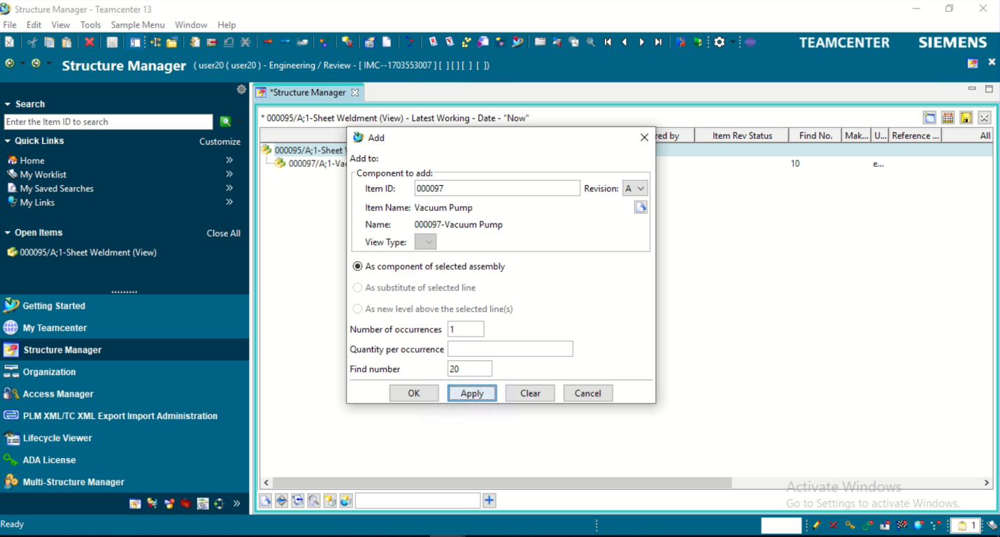 Structure Manager - Teamcenter 13
File Edit View Tools Sample Menu Window Help
TEAMCENTER SIEMENS
Structure Manager ( user20 ( user20 ) - Engineering / Review - [ IMC--1703553007 ] [ ] [ ] [ ] [ ])
Search
Enter the Item ID to search
Quick Links Customize
Home
My Worklist
My Saved Searches
My Links
Open Items Close All
000095/A;1-Sheet Weldment (View)
Getting Started
My Teamcenter
Structure Manager
Organization
Access Manager
PLM XML/TC XML Export Import Administration
Lifecycle Viewer
ADA License
Multi-Structure Manager
*Structure Manager
* 000095/A;1-Sheet Weldment (View) - Latest Working - Date - "Now"
red by Item Rev Status Find No. Mak... U... Reference ... All
000095/A;1-Sheet
000097/A;1-Va 10 e...
Add
Add to:
Component to add:
Item ID: 000097 Revision: A
Item Name: Vacuum Pump
Name: 000097-Vacuum Pump
View Type:
As component of selected assembly
As substitute of selected line
As new level above the selected line(s)
Number of occurrences 1
Quantity per occurrence
Find number 20
OK Apply Clear Cancel
Activate Windows
Go to Settings to activate Windows.
Ready 1